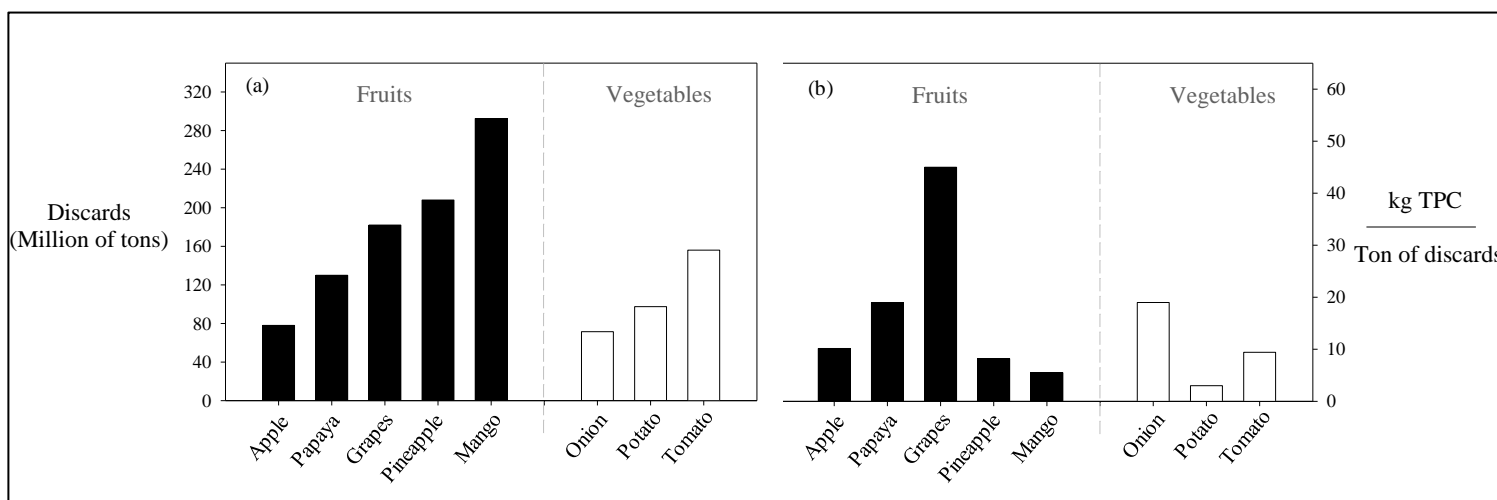 Discards
(Million of tons)
320
280
240
200
160
120
80
40
0
(a)
Fruits
Vegetables
Apple
Papaya
Grapes
Pineapple
Mango
Onion
Potato
Tomato
(b)
Fruits
Vegetables
Apple
Papaya
Grapes
Pineapple
Mango
Onion
Potato
Tomato
60
50
40
30
20
10
0
kg TPC
Ton of discards